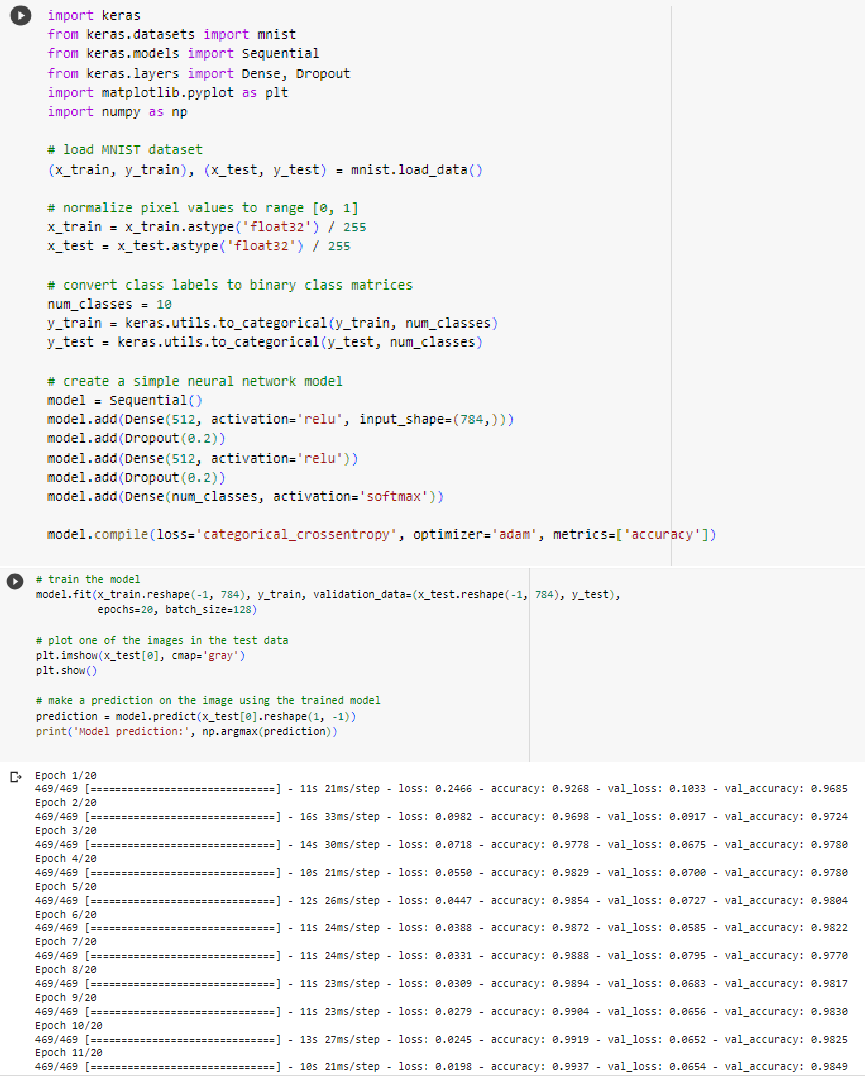 import keras
from keras.datasets import mnist
from keras.models import Sequential
from keras.layers import Dense, Dropout
import matplotlib.pyplot as plt
import numpy as np

# load MNIST dataset
(x_train, y_train), (x_test, y_test) = mnist.load_data()

# normalize pixel values to range [0, 1]
x_train = x_train.astype('float32') / 255
x_test = x_test.astype('float32') / 255

# convert class labels to binary class matrices
num_classes = 10
y_train = keras.utils.to_categorical(y_train, num_classes)
y_test = keras.utils.to_categorical(y_test, num_classes)

# create a simple neural network model
model = Sequential()
model.add(Dense(512, activation='relu', input_shape=(784,)))
model.add(Dropout(0.2))
model.add(Dense(512, activation='relu'))
model.add(Dropout(0.2))
model.add(Dense(num_classes, activation='softmax'))

model.compile(loss='categorical_crossentropy', optimizer='adam', metrics=['accuracy'])

# train the model
model.fit(x_train.reshape(-1, 784), y_train, validation_data=(x_test.reshape(-1, 784), y_test),
          epochs=20, batch_size=128)

# plot one of the images in the test data
plt.imshow(x_test[0], cmap='gray')
plt.show()

# make a prediction on the image using the trained model
prediction = model.predict(x_test[0].reshape(1, -1))
print('Model prediction:', np.argmax(prediction))

Epoch 1/20
469/469 [==============================] - 11s 21ms/step - loss: 0.2466 - accuracy: 0.9268 - val_loss: 0.1033 - val_accuracy: 0.9685
Epoch 2/20
469/469 [==============================] - 16s 33ms/step - loss: 0.0982 - accuracy: 0.9698 - val_loss: 0.0917 - val_accuracy: 0.9724
Epoch 3/20
469/469 [==============================] - 14s 30ms/step - loss: 0.0718 - accuracy: 0.9778 - val_loss: 0.0675 - val_accuracy: 0.9780
Epoch 4/20
469/469 [==============================] - 10s 21ms/step - loss: 0.0550 - accuracy: 0.9829 - val_loss: 0.0700 - val_accuracy: 0.9780
Epoch 5/20
469/469 [==============================] - 12s 26ms/step - loss: 0.0447 - accuracy: 0.9854 - val_loss: 0.0727 - val_accuracy: 0.9804
Epoch 6/20
469/469 [==============================] - 11s 24ms/step - loss: 0.0388 - accuracy: 0.9872 - val_loss: 0.0585 - val_accuracy: 0.9822
Epoch 7/20
469/469 [==============================] - 11s 24ms/step - loss: 0.0331 - accuracy: 0.9888 - val_loss: 0.0795 - val_accuracy: 0.9770
Epoch 8/20
469/469 [==============================] - 11s 23ms/step - loss: 0.0309 - accuracy: 0.9894 - val_loss: 0.0683 - val_accuracy: 0.9817
Epoch 9/20
469/469 [==============================] - 11s 23ms/step - loss: 0.0279 - accuracy: 0.9904 - val_loss: 0.0656 - val_accuracy: 0.9830
Epoch 10/20
469/469 [==============================] - 13s 27ms/step - loss: 0.0245 - accuracy: 0.9919 - val_loss: 0.0652 - val_accuracy: 0.9825
Epoch 11/20
469/469 [==============================] - 10s 21ms/step - loss: 0.0198 - accuracy: 0.9937 - val_loss: 0.0654 - val_accuracy: 0.9849